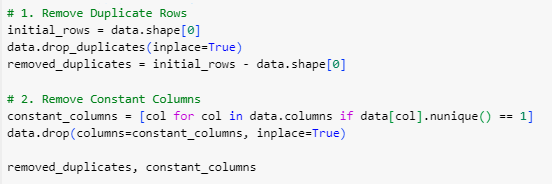 # 1. Remove Duplicate Rows
initial_rows = data.shape[0]
data.drop_duplicates(inplace=True)
removed_duplicates = initial_rows - data.shape[0]

# 2. Remove Constant Columns
constant_columns = [col for col in data.columns if data[col].nunique() == 1]
data.drop(columns=constant_columns, inplace=True)

removed_duplicates, constant_columns